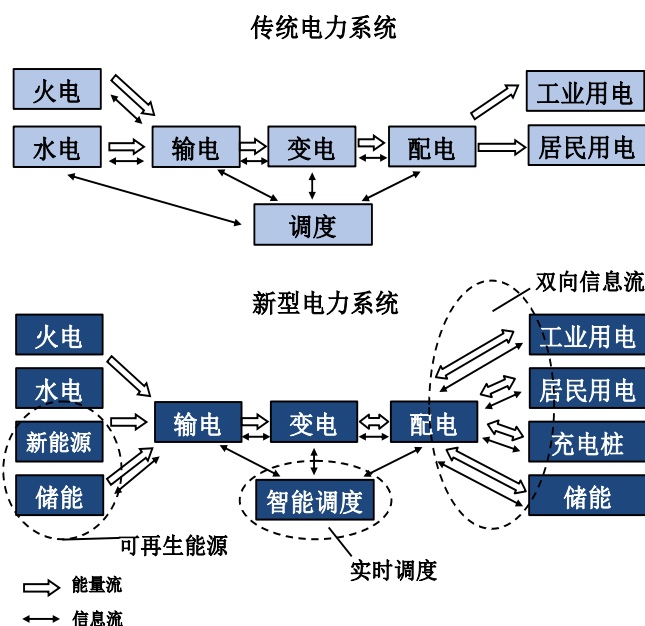 传统电力系统
火电
工业用电
水电
输电
变电
配电
居民用电
调度
新型电力系统
双向信息流
火电
工业用电
水电
居民用电
输电
变电
配电
新能源
充电桩
储能
智能调度
储能
可再生能源
实时调度
能量流
信息流